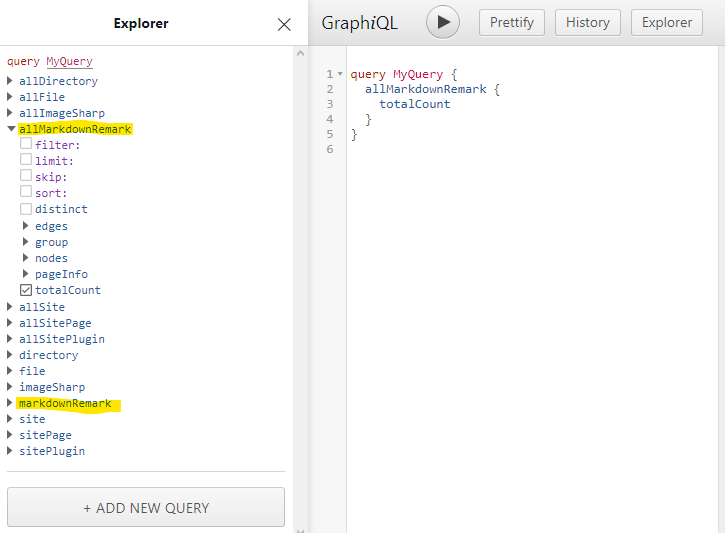 Explorer
query MyQuery
allDirectory
allFile
allImageSharp
allMarkdownRemark
filter:
limit:
skip:
sort:
distinct
edges
group
nodes
pageInfo
totalCount
allSite
allSitePage
allSitePlugin
directory
file
imageSharp
markdownRemark
site
sitePage
sitePlugin
+ ADD NEW QUERY
GraphiQL Prettify History Explorer
1 query MyQuery {
2 allMarkdownRemark {
3 totalCount
4 }
5 }
6